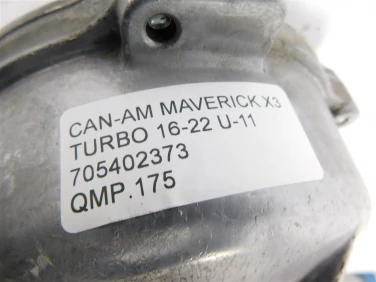 CAN-AM MAVERICK X3
TURBO 16-22 U-11
705402373
QMP.175